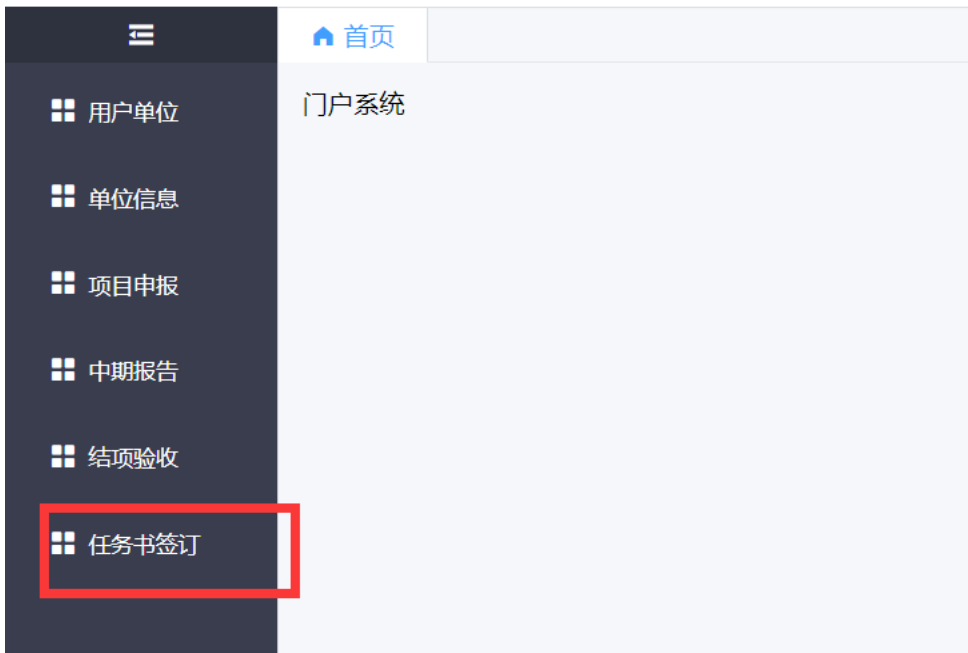 首页
用户单位
门户系统
单位信息
项目申报
中期报告
结项验收
任务书签订